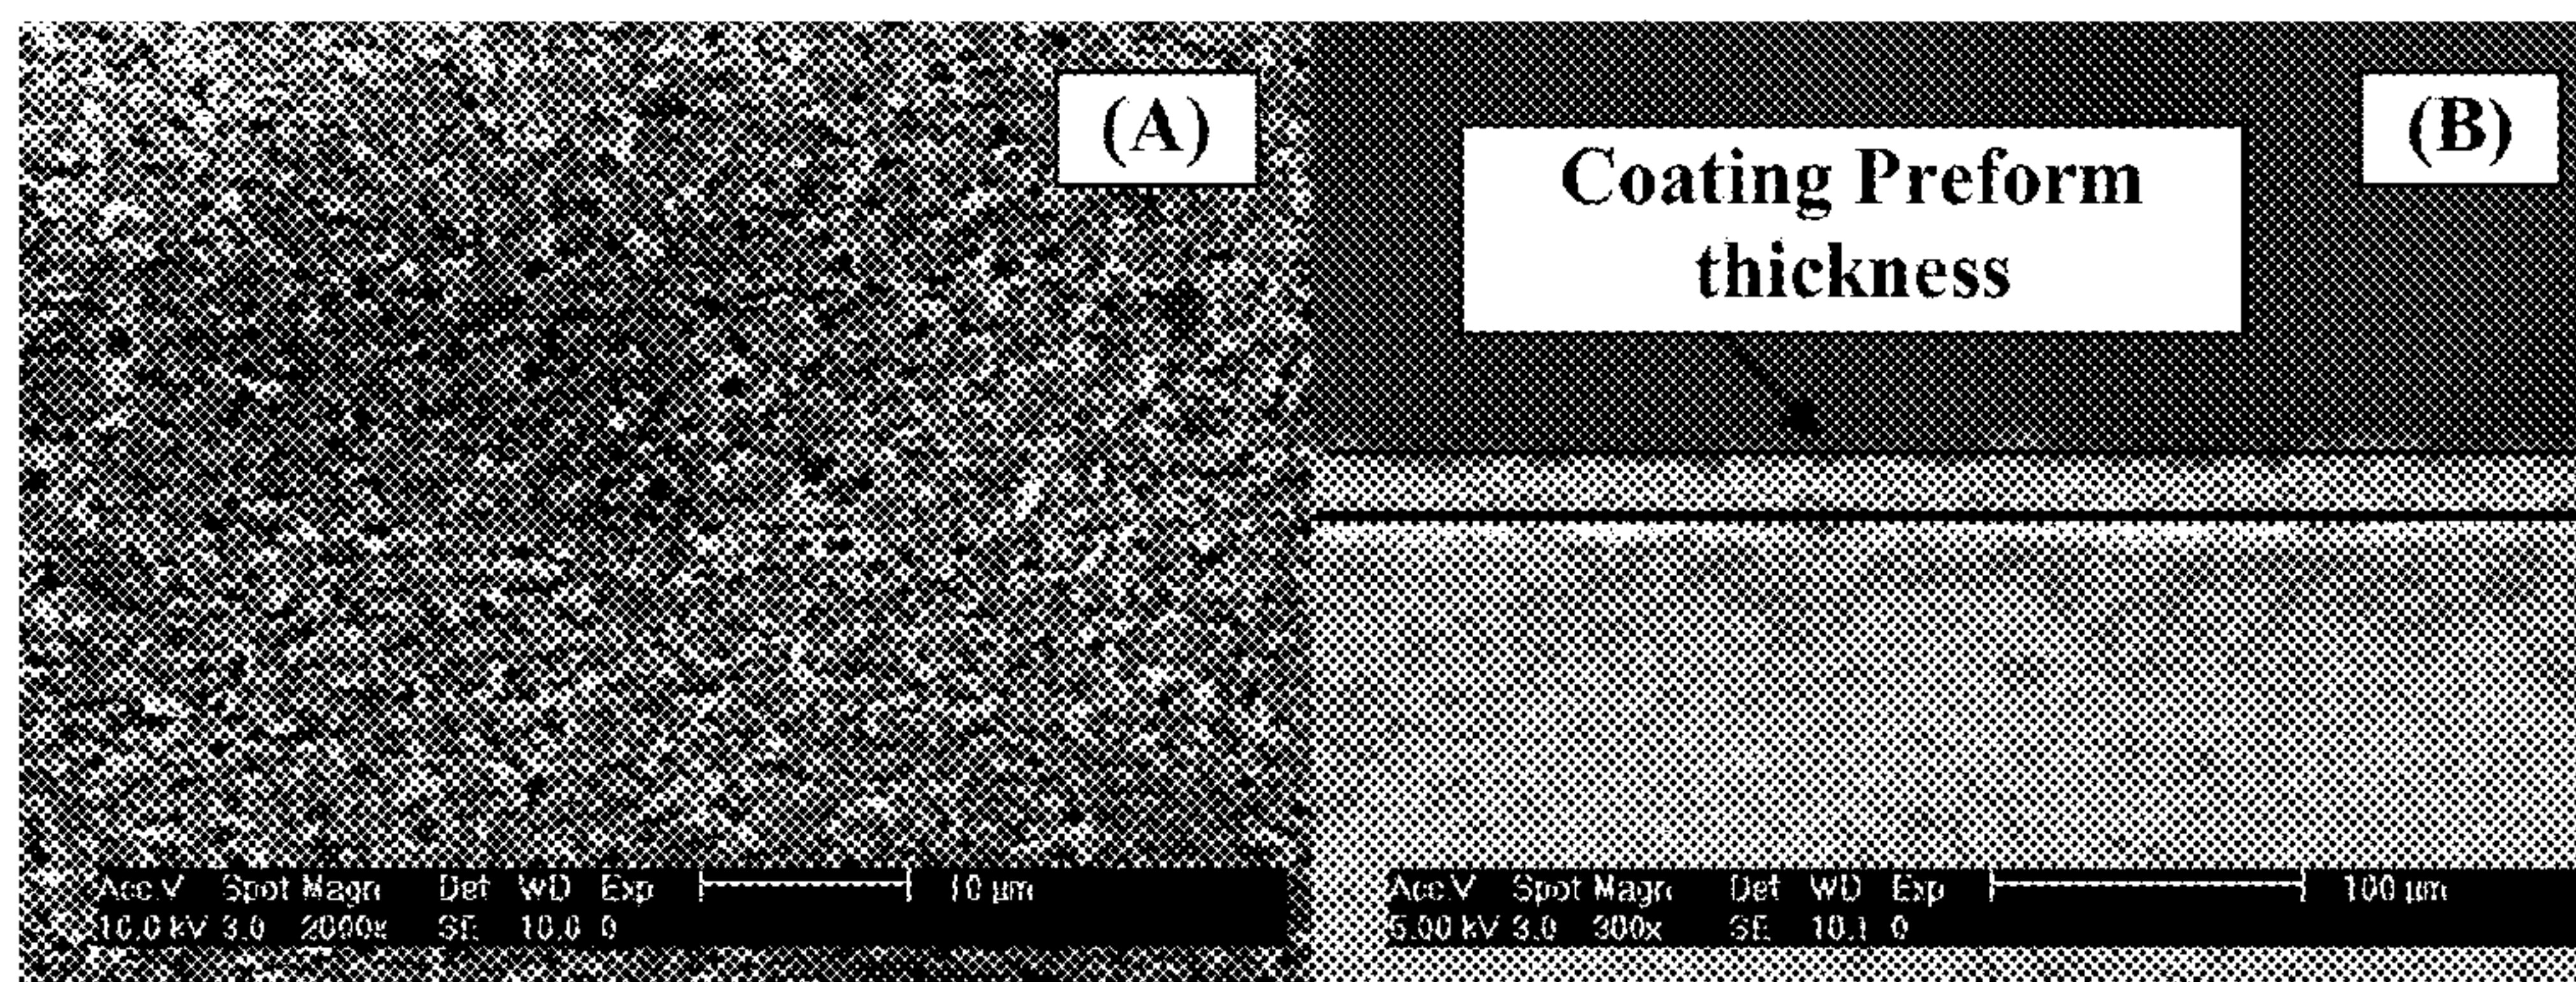 (A)
(B)
Coating Preform
thickness
Acc.V Spot Magn Det WD Exp 10 µm
10.0 kV 3.0 2000x SE 10.0 0
Acc.V Spot Magn Det WD Exp 100 µm
5.00 kV 3.0 300x SE 10.1 0